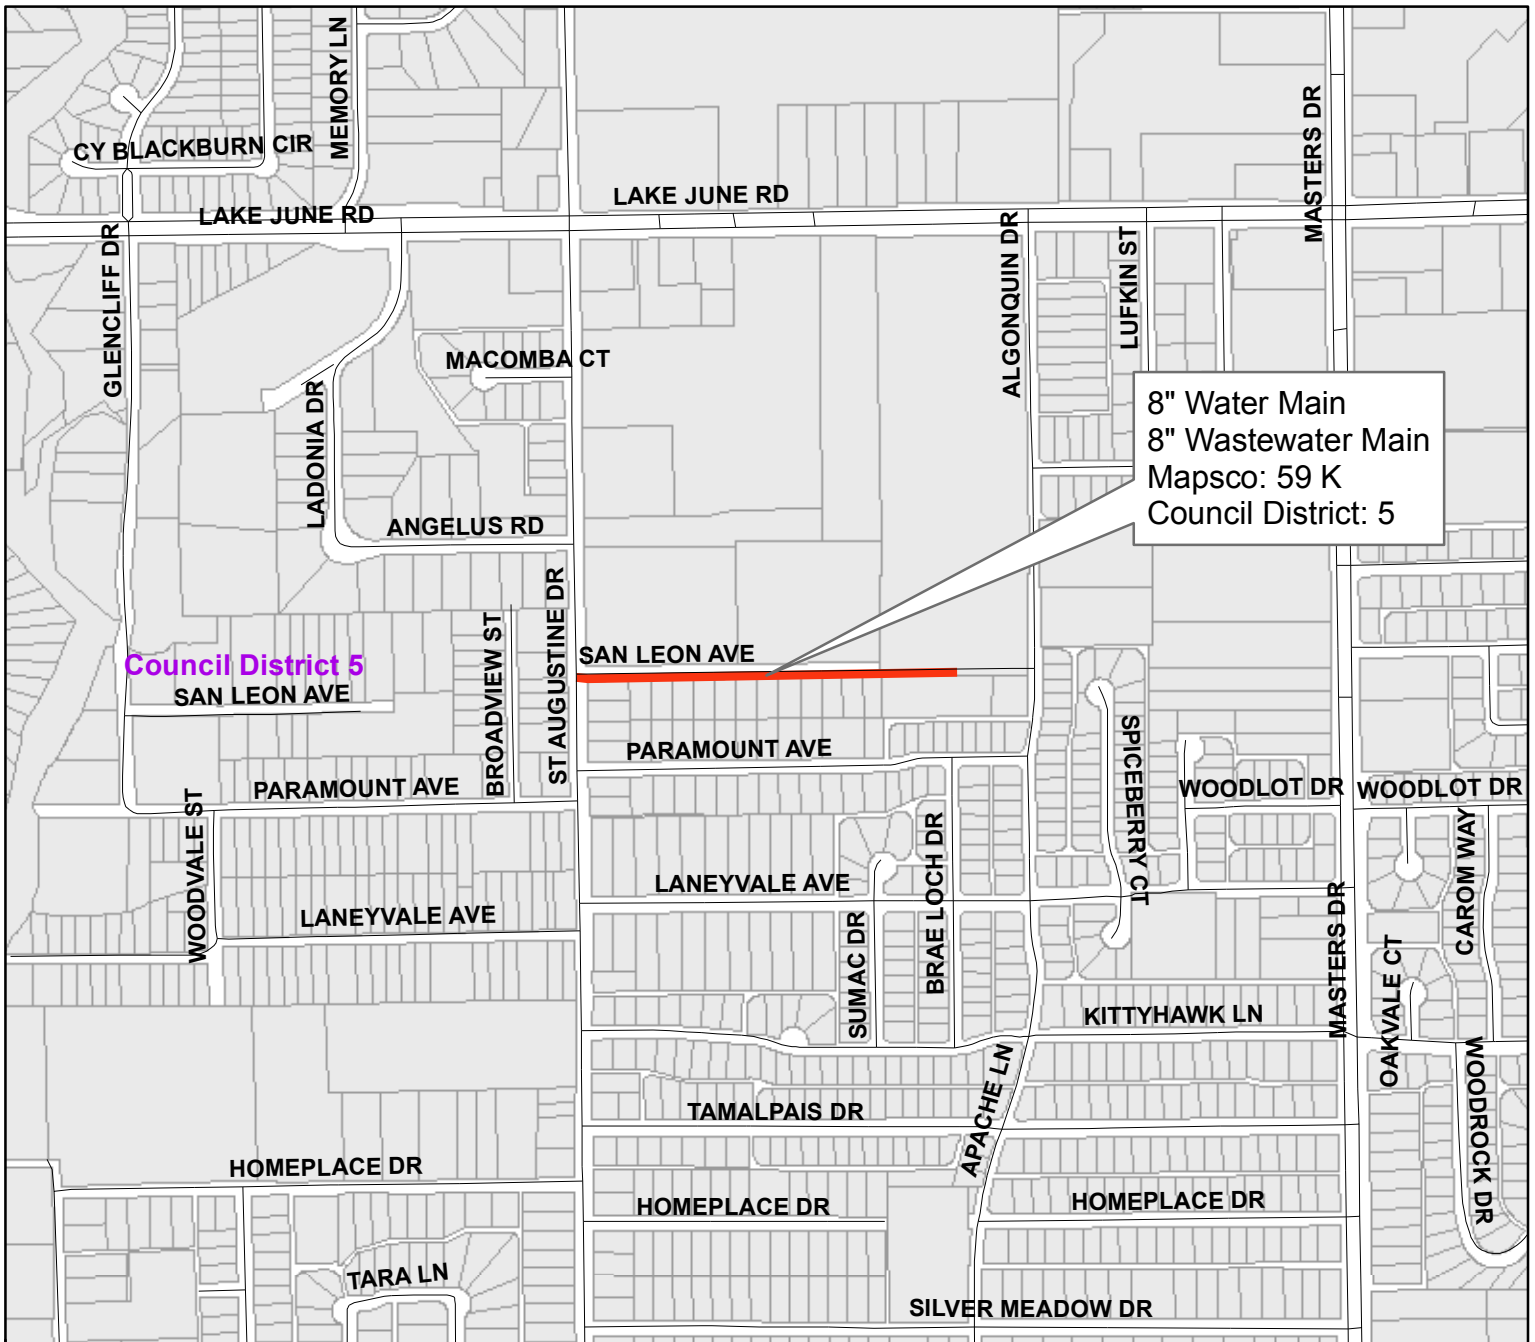 MEMORY LN
CY BLACKBURN CIR
MASTERS DR
LAKE JUNE RD
LAKE JUNE RD
GLENCLIFF DR
ALGONQUIN DR
LUFKIN ST
MACOMBA CT
LADONIA DR
8" Water Main
8" Wastewater Main
Mapsco: 59 K
Council District: 5
ANGELUS RD
ST AUGUSTINE DR
BROADVIEW ST
SAN LEON AVE
Council District 5
SAN LEON AVE
SPICEBERRY CT
PARAMOUNT AVE
PARAMOUNT AVE
WOODLOT DR
WOODLOT DR
WOODVALE ST
BRAE LOCH DR
CAROM WAY
LANEYVALE AVE
LANEYVALE AVE
MASTERS DR
SUMAC DR
OAKVALE CT
KITTYHAWK LN
APACHE LN
WOODROCK DR
TAMALPAIS DR
HOMEPLACE DR
HOMEPLACE DR
HOMEPLACE DR
TARA LN
SILVER MEADOW DR